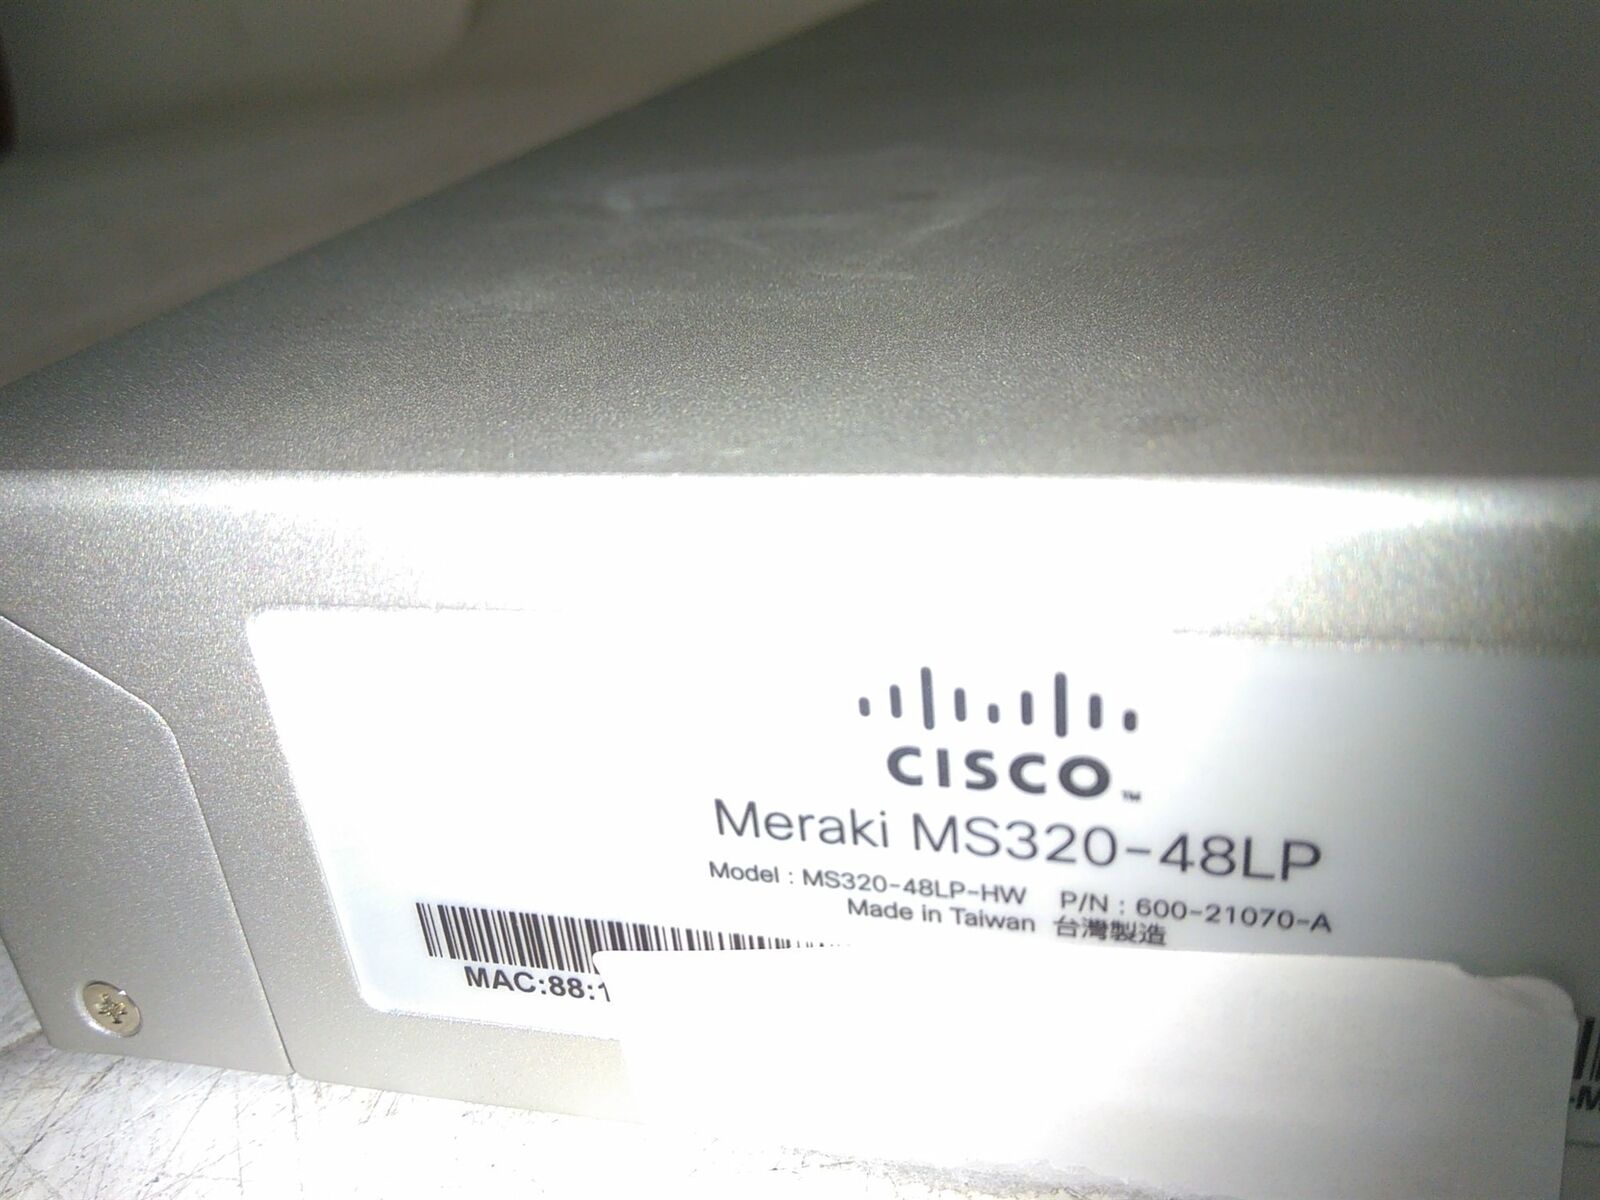 CISCO™
Meraki MS320-48LP
Model : MS320-48LP-HW P/N : 600-21070-A
Made in Taiwan 台灣製造
MAC:88:1